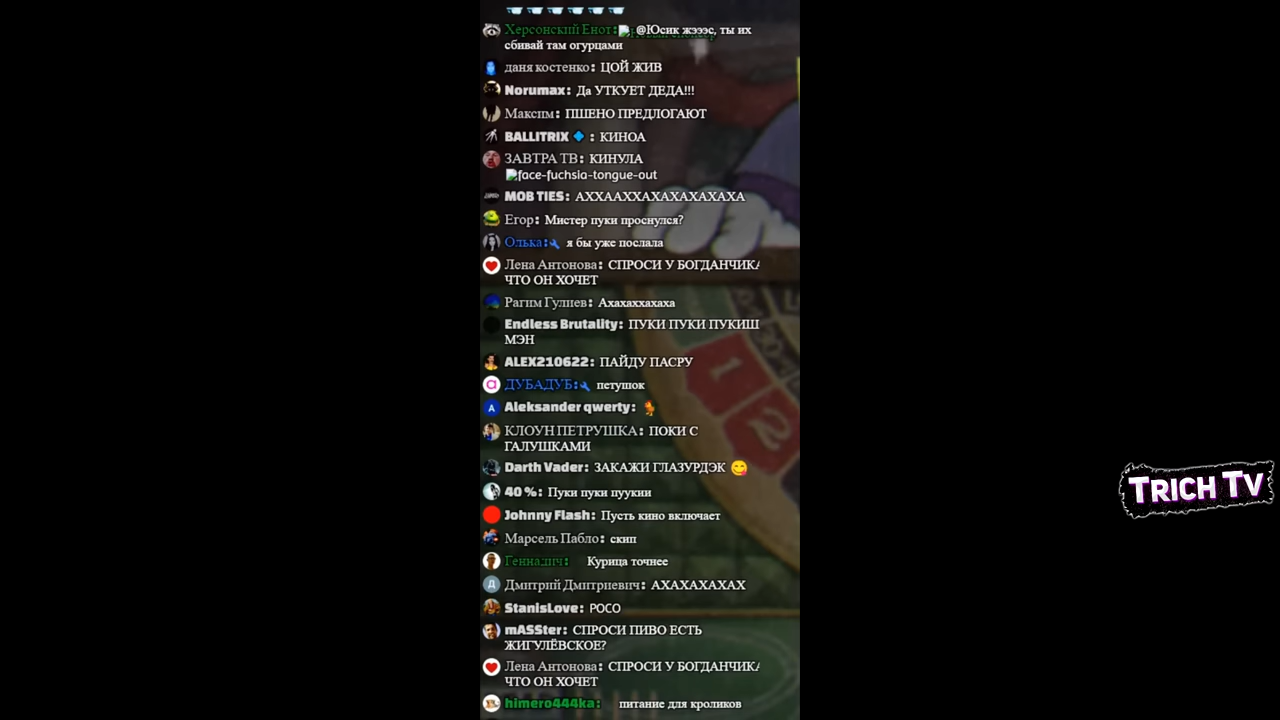 Херсонский Енот: @Юсик жэээс, ты их
сбивай там огурцами
даня костенко: ЦОЙ ЖИВ
Norumax: Да УТКУЕТ ДЕДА!!!
Максим: ПШЕНО ПРЕДЛОГАЮТ
BALLITRIX : КИНОА
ЗАВТРА ТВ: КИНУЛА
face-fuchsia-tongue-out
MOB TIES: АХХААХХАХАХАХАХАХА
Егор: Мистер пуки проснулся?
Олька: я бы уже послала
Лена Антонова: СПРОСИ У БОГДАНЧИКА
ЧТО ОН ХОЧЕТ
Рагим Гулиев: Ахахаххахаха
Endless Brutality: ПУКИ ПУКИ ПУКИШ
МЭН
ALEX210622: ПАЙДУ ПАСРУ
ДУБАДУБ: петушок
A Aleksander qwerty: 🐓
КЛОУН ПЕТРУШКА: ПОКИ С
ГАЛУШКАМИ
Darth Vader: ЗАКАЖИ ГЛАЗУРДЭК 😋
40 %: Пуки пуки пуукии
Johnny Flash: Пусть кино включает
Марсель Пабло: скип
Геннадич: Курица точнее
Д Дмитрий Дмитриевич: АХАХАХАХАХ
StanisLove: РОСО
mASSter: СПРОСИ ПИВО ЕСТЬ
ЖИГУЛЁВСКОЕ?
Лена Антонова: СПРОСИ У БОГДАНЧИКА
ЧТО ОН ХОЧЕТ
himero444ka: питание для кроликов
TRICH TV